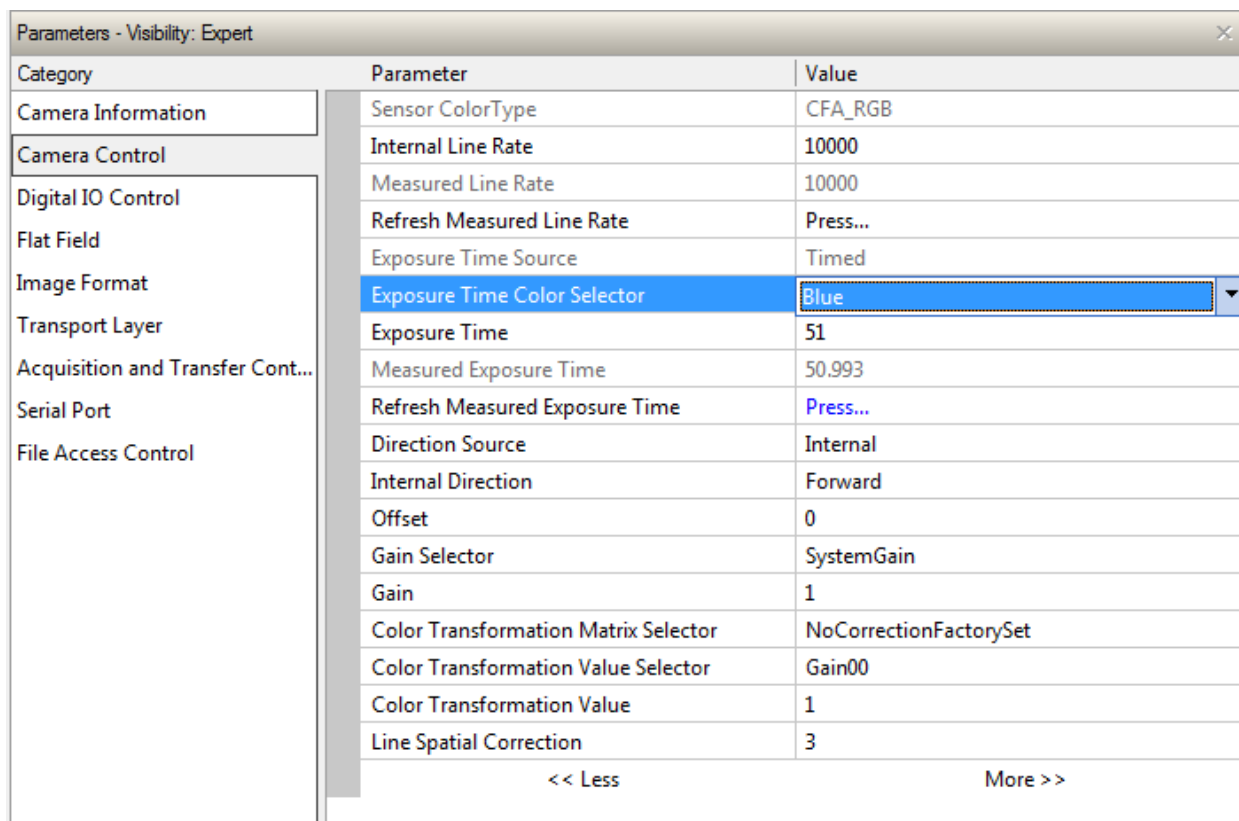 Parameters - Visibility: Expert
Category Parameter Value
Camera Information
Camera Control
Digital IO Control
Flat Field
Image Format
Transport Layer
Acquisition and Transfer Cont...
Serial Port
File Access Control
Sensor ColorType CFA_RGB
Internal Line Rate 10000
Measured Line Rate 10000
Refresh Measured Line Rate Press...
Exposure Time Source Timed
Exposure Time Color Selector Blue
Exposure Time 51
Measured Exposure Time 50.993
Refresh Measured Exposure Time Press...
Direction Source Internal
Internal Direction Forward
Offset 0
Gain Selector SystemGain
Gain 1
Color Transformation Matrix Selector NoCorrectionFactorySet
Color Transformation Value Selector Gain00
Color Transformation Value 1
Line Spatial Correction 3
<< Less More >>